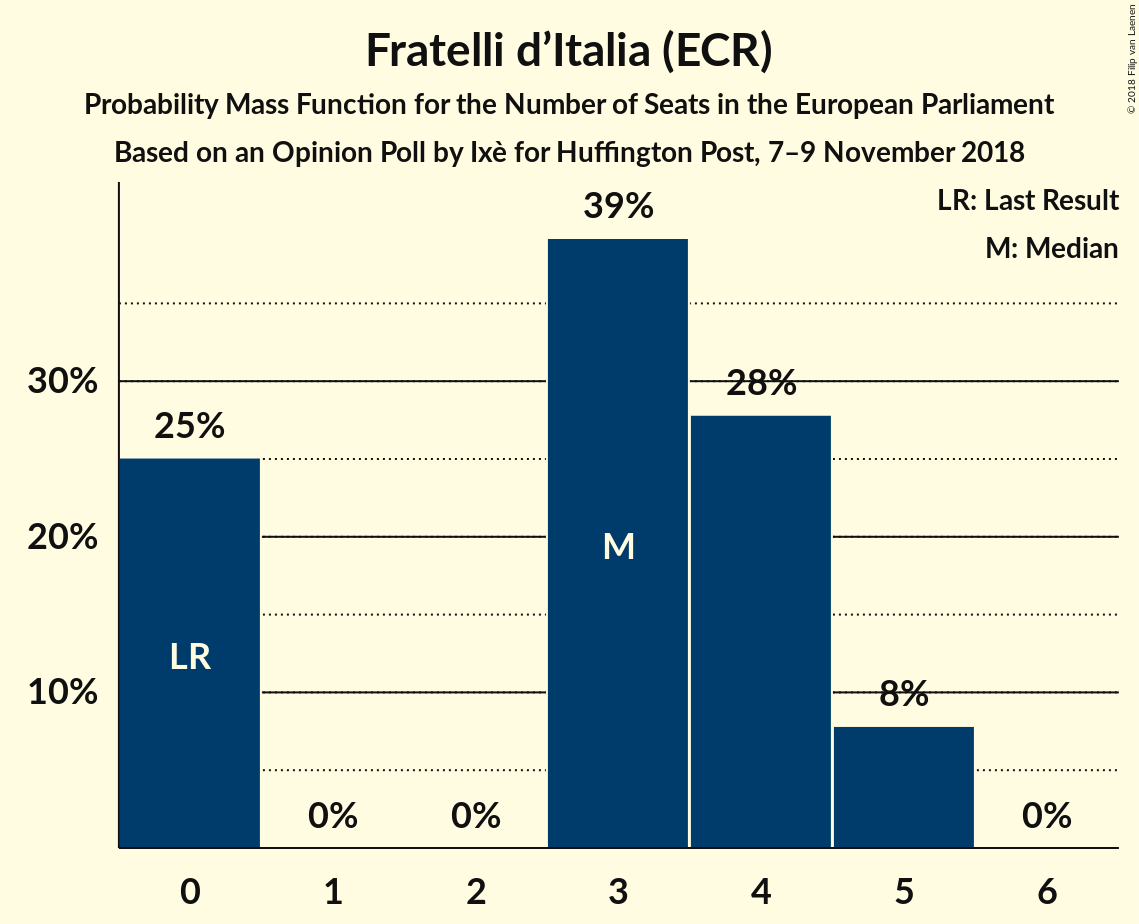 Fratelli d’Italia (ECR)
Probability Mass Function for the Number of Seats in the European Parliament
Based on an Opinion Poll by Ixè for Huffington Post, 7–9 November 2018
© 2018 Filip van Laenen
LR: Last Result
M: Median
39%
30%
28%
25%
20%
M
LR
10%
8%
0%
0%
0%
0
1
2
3
4
5
6